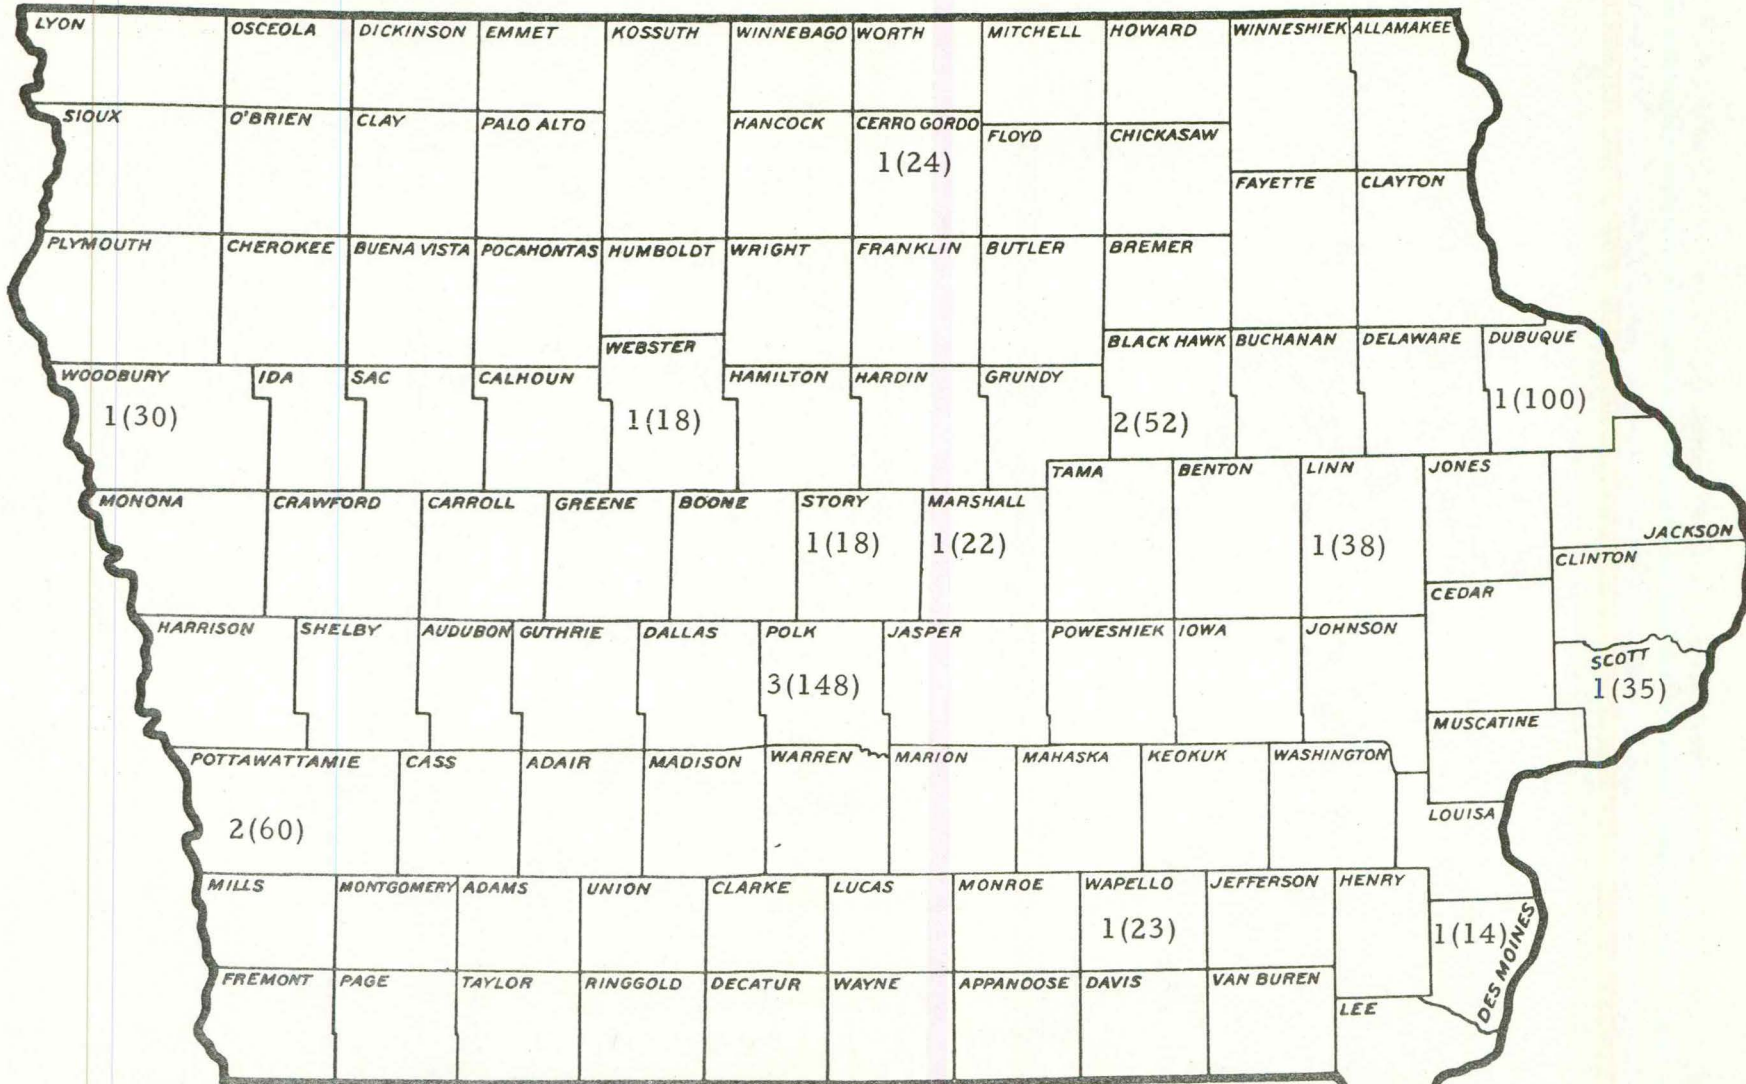 LYON OSCEOLA DICKINSON EMMET KOSSUTH WINNEBAGO WORTH MITCHELL HOWARD WINNESHIEK ALLAMAKEE
SIOUX O'BRIEN CLAY PALO ALTO HANCOCK CERRO GORDO FLOYD CHICKASAW
1(24)
FAYETTE CLAYTON
PLYMOUTH CHEROKEE BUENA VISTA POCAHONTAS HUMBOLDT WRIGHT FRANKLIN BUTLER BREMER
WEBSTER BLACK HAWK BUCHANAN DELAWARE DUBUQUE
WOODBURY IDA SAC CALHOUN HAMILTON HARDIN GRUNDY
1(30) 1(18) 2(52) 1(100)
TAMA BENTON LINN JONES
MONONA CRAWFORD CARROLL GREENE BOONE STORY MARSHALL
JACKSON
1(18) 1(22) 1(38)
CLINTON
CEDAR
HARRISON SHELBY AUDUBON GUTHRIE DALLAS POLK JASPER POWESHIEK IOWA JOHNSON
SCOTT
3(148) 1(35)
MUSCATINE
POTTAWATTAMIE CASS ADAIR MADISON WARREN MARION MAHASKA KEOKUK WASHINGTON
LOUISA
2(60)
MILLS MONTGOMERY ADAMS UNION CLARKE LUCAS MONROE WAPELLO JEFFERSON HENRY
1(23) 1(14) DES MOINES
FREMONT PAGE TAYLOR RINGGOLD DECATUR WAYNE APPANOOSE DAVIS VAN BUREN
LEE